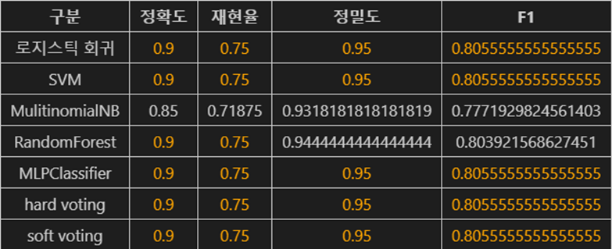 구분 정확도 재현율 정밀도 F1
로지스틱 회귀 0.9 0.75 0.95 0.8055555555555555
SVM 0.9 0.75 0.95 0.8055555555555555
MulitinomialNB 0.85 0.71875 0.9318181818181819 0.7771929824561403
RandomForest 0.9 0.75 0.9444444444444444 0.803921568627451
MLPClassifier 0.9 0.75 0.95 0.8055555555555555
hard voting 0.9 0.75 0.95 0.8055555555555555
soft voting 0.9 0.75 0.95 0.8055555555555555